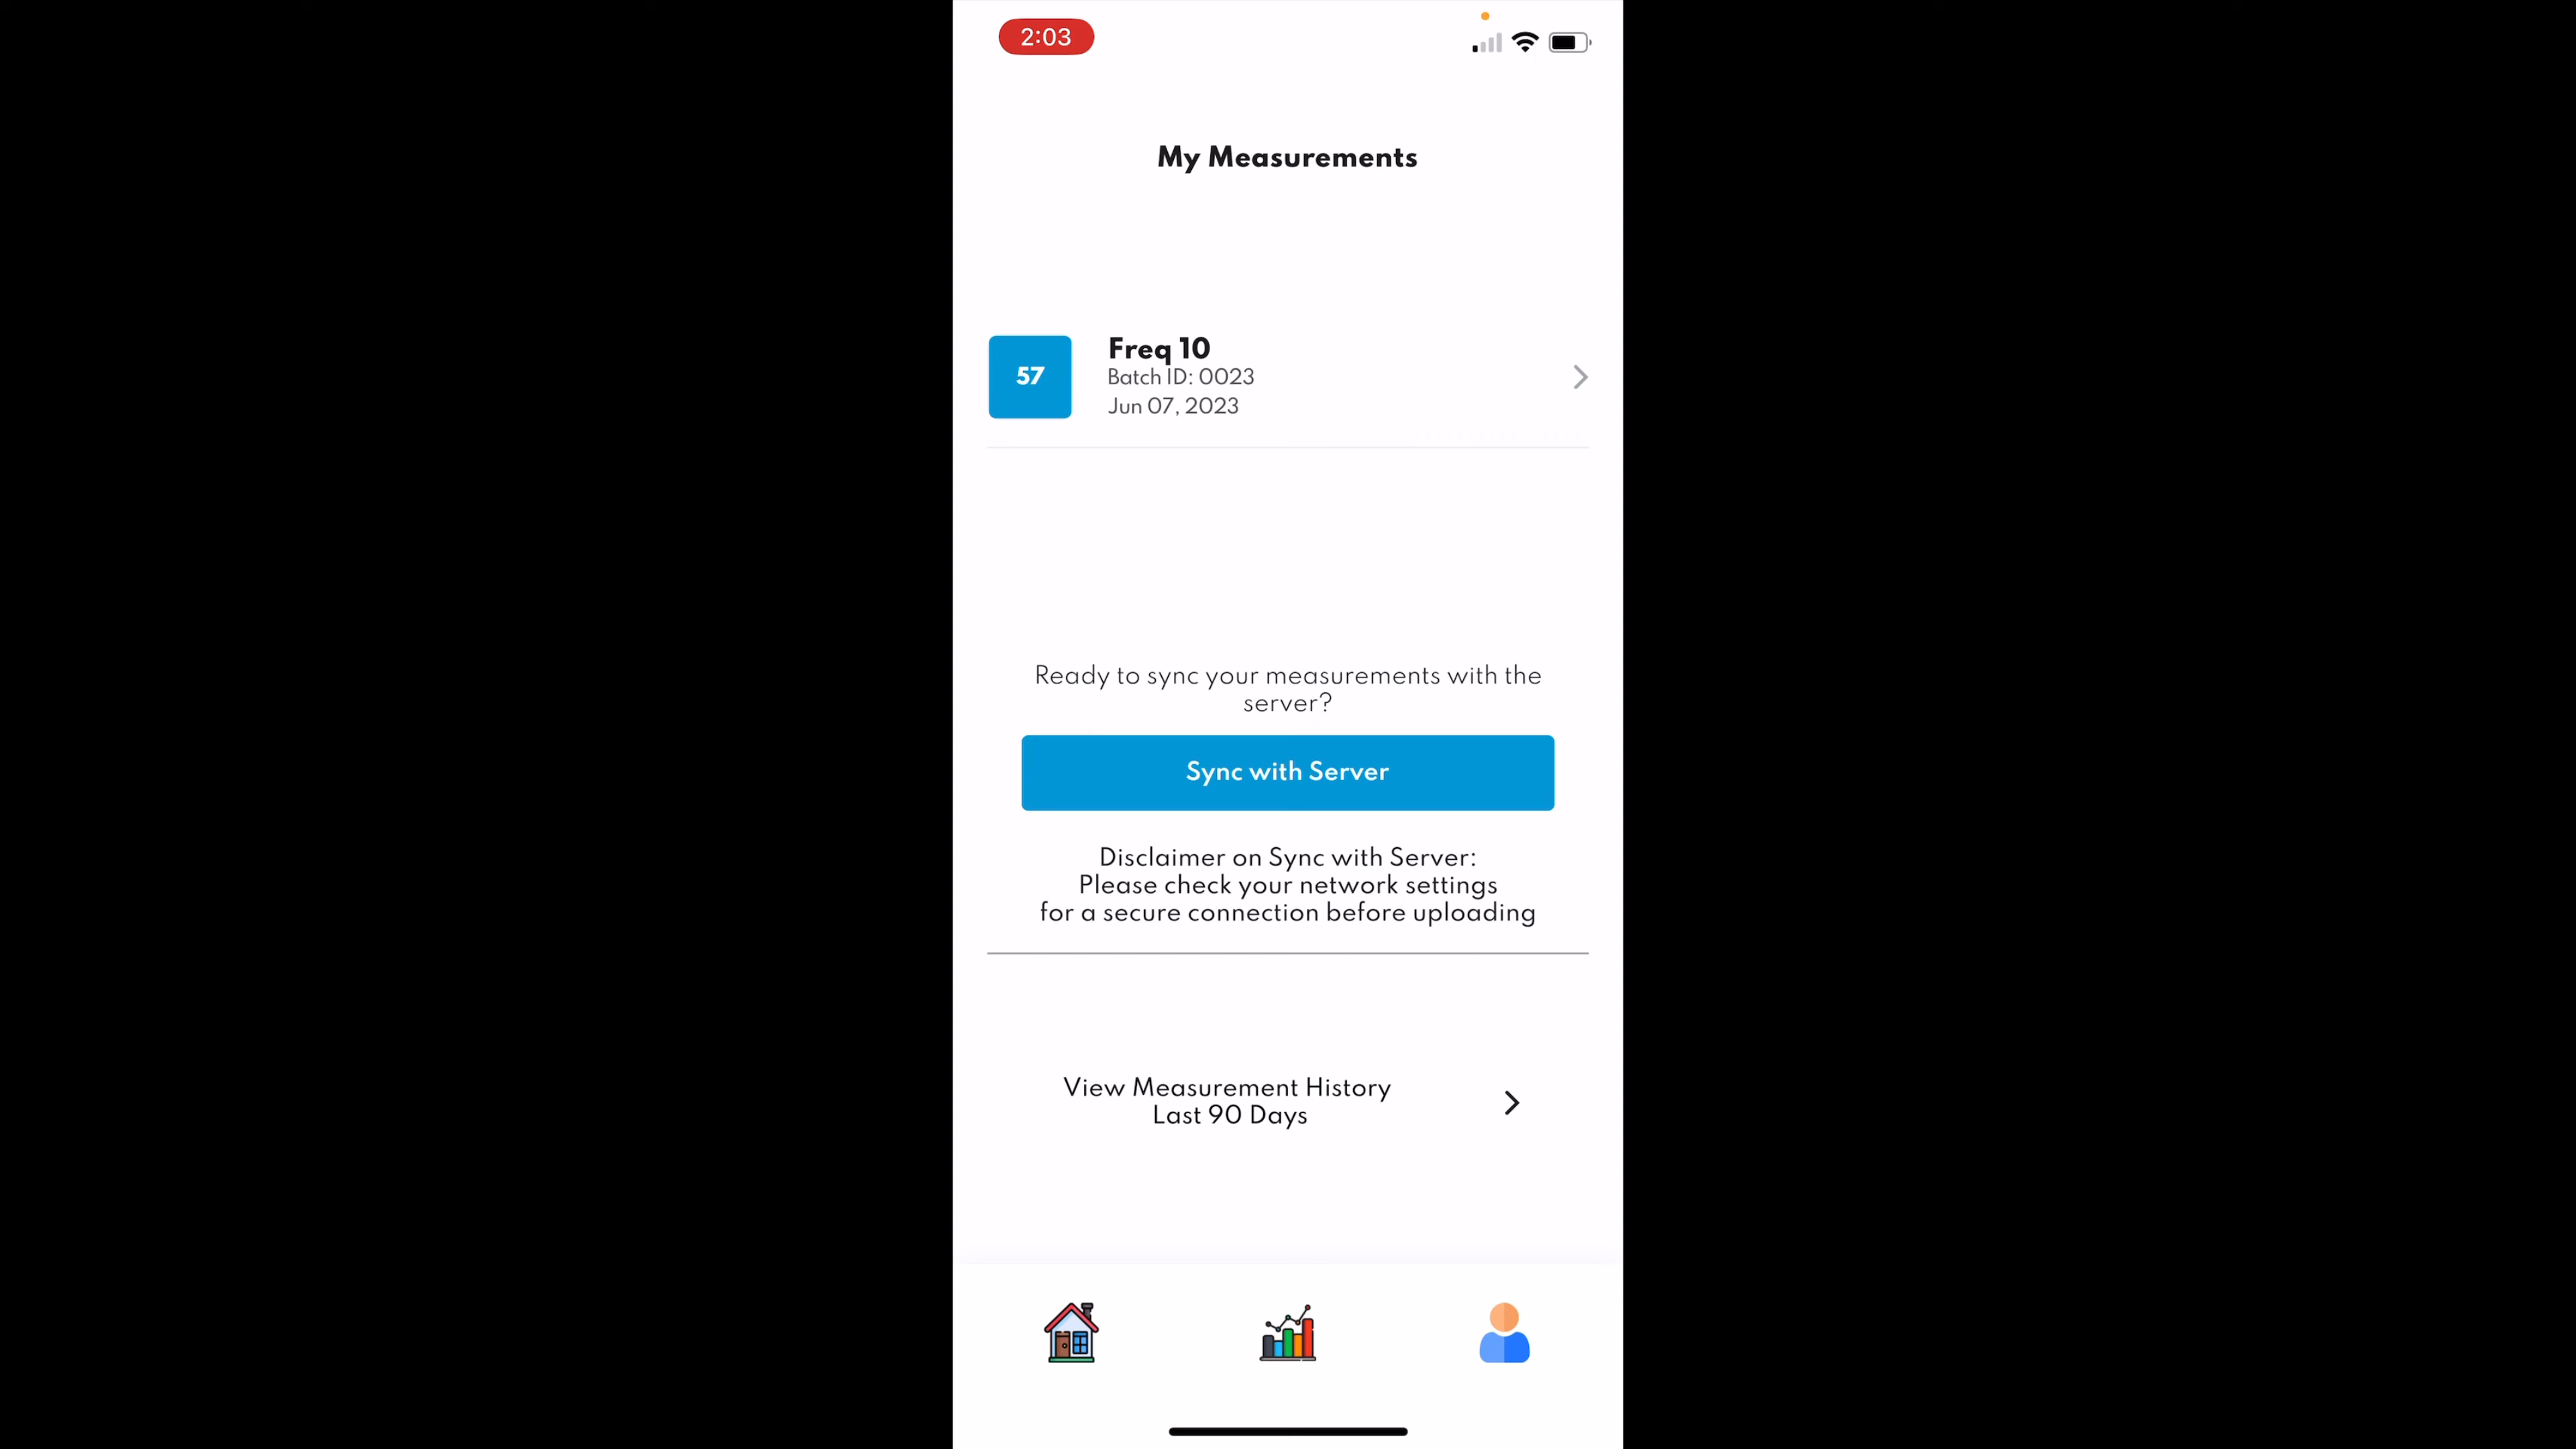 2:03
My Measurements
57
Freq 10
Batch ID: 0023
Jun 07, 2023
Ready to sync your measurements with the
server?
Sync with Server
Disclaimer on Sync with Server:
Please check your network settings
for a secure connection before uploading
View Measurement History
Last 90 Days